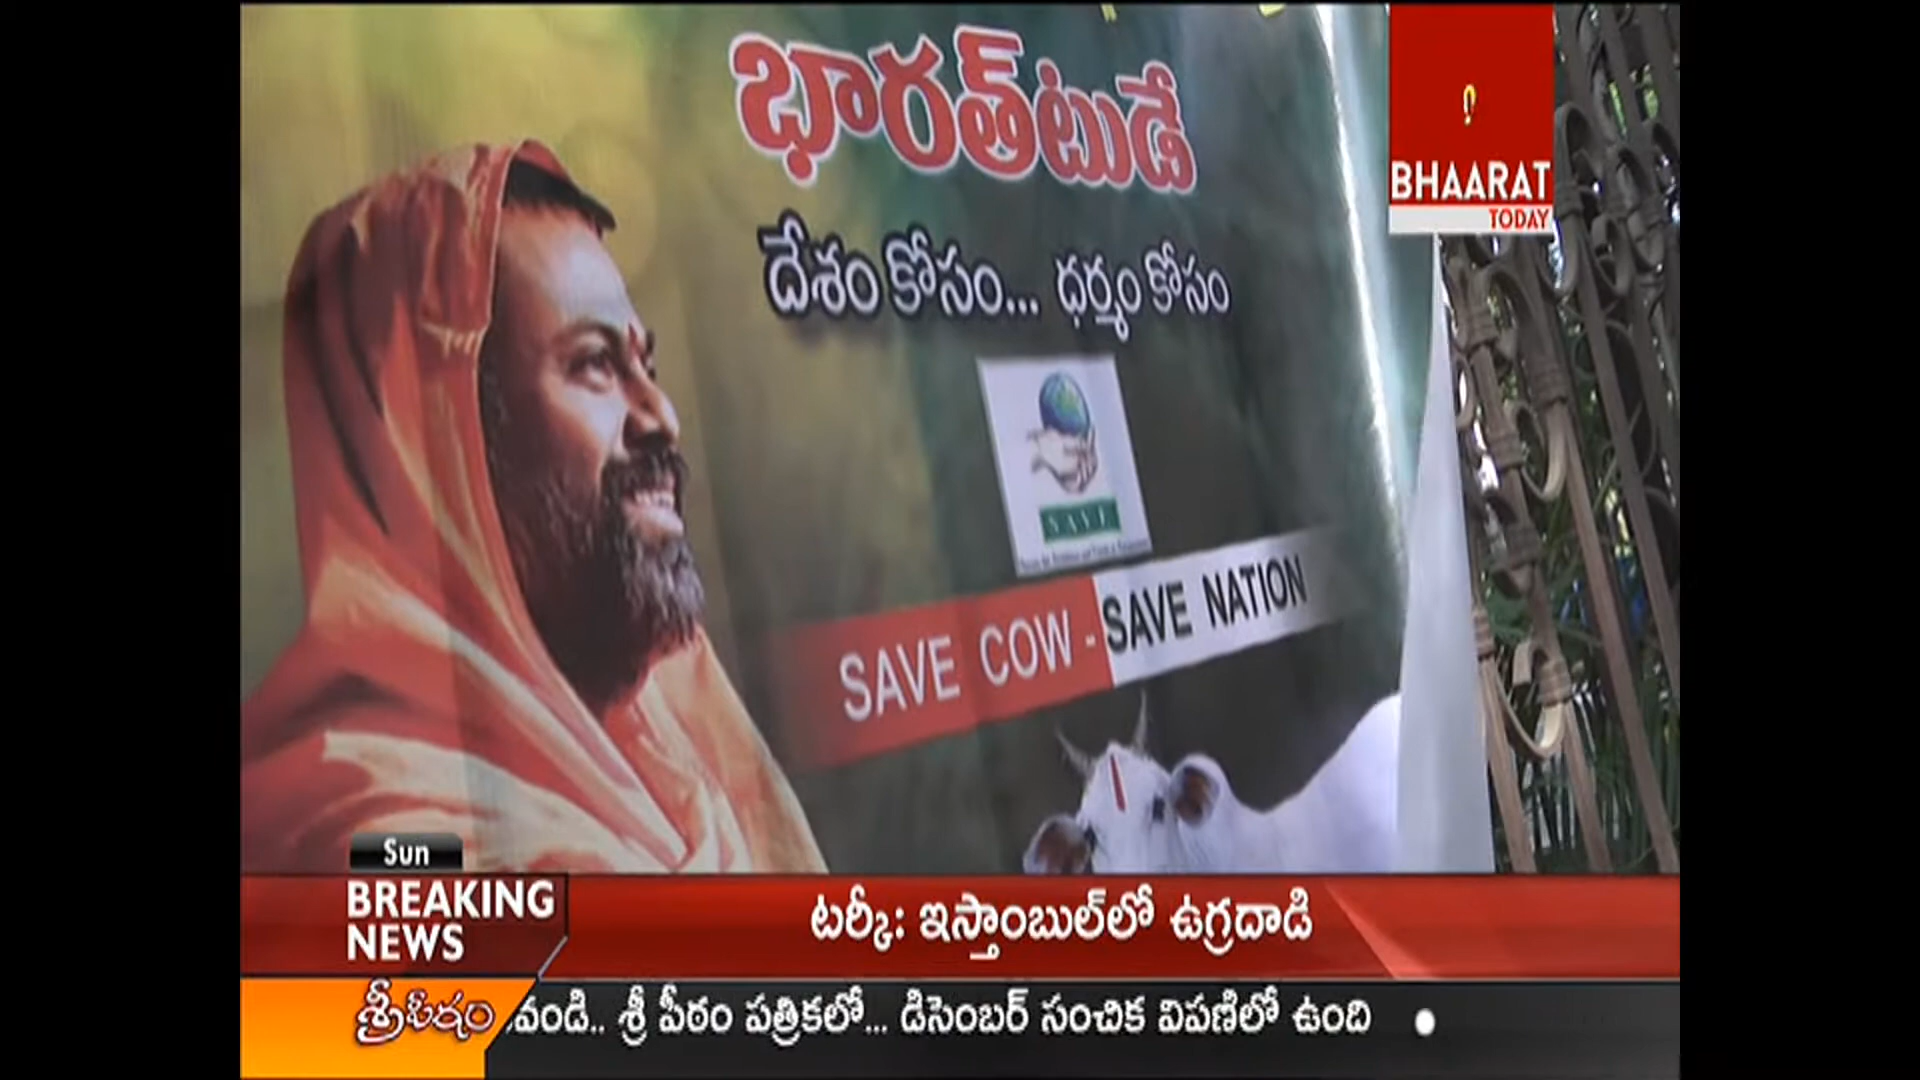 భారత్‌టుడే
దేశం కోసం... ధర్మం కోసం
BHAARAT
TODAY
SAVE
SAVE COW - SAVE NATION
Sun
BREAKING
NEWS
టర్కీ: ఇస్తాంబుల్‌లో ఉగ్రదాడి
శ్రీపీఠం
వండి.. శ్రీ పీఠం పత్రికలో... డిసెంబర్ సంచిక విపణిలో ఉంది